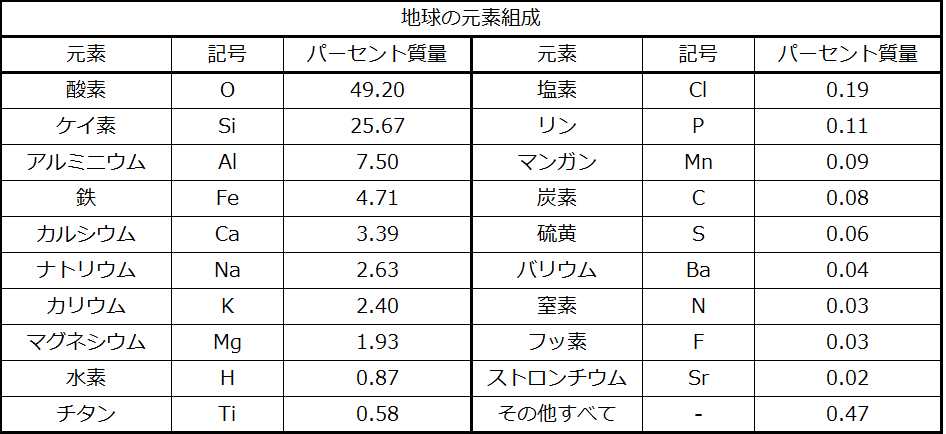 地球の元素組成
元素 記号 パーセント質量 元素 記号 パーセント質量
酸素 O 49.20 塩素 Cl 0.19
ケイ素 Si 25.67 リン P 0.11
アルミニウム Al 7.50 マンガン Mn 0.09
鉄 Fe 4.71 炭素 C 0.08
カルシウム Ca 3.39 硫黄 S 0.06
ナトリウム Na 2.63 バリウム Ba 0.04
カリウム K 2.40 窒素 N 0.03
マグネシウム Mg 1.93 フッ素 F 0.03
水素 H 0.87 ストロンチウム Sr 0.02
チタン Ti 0.58 その他すべて - 0.47